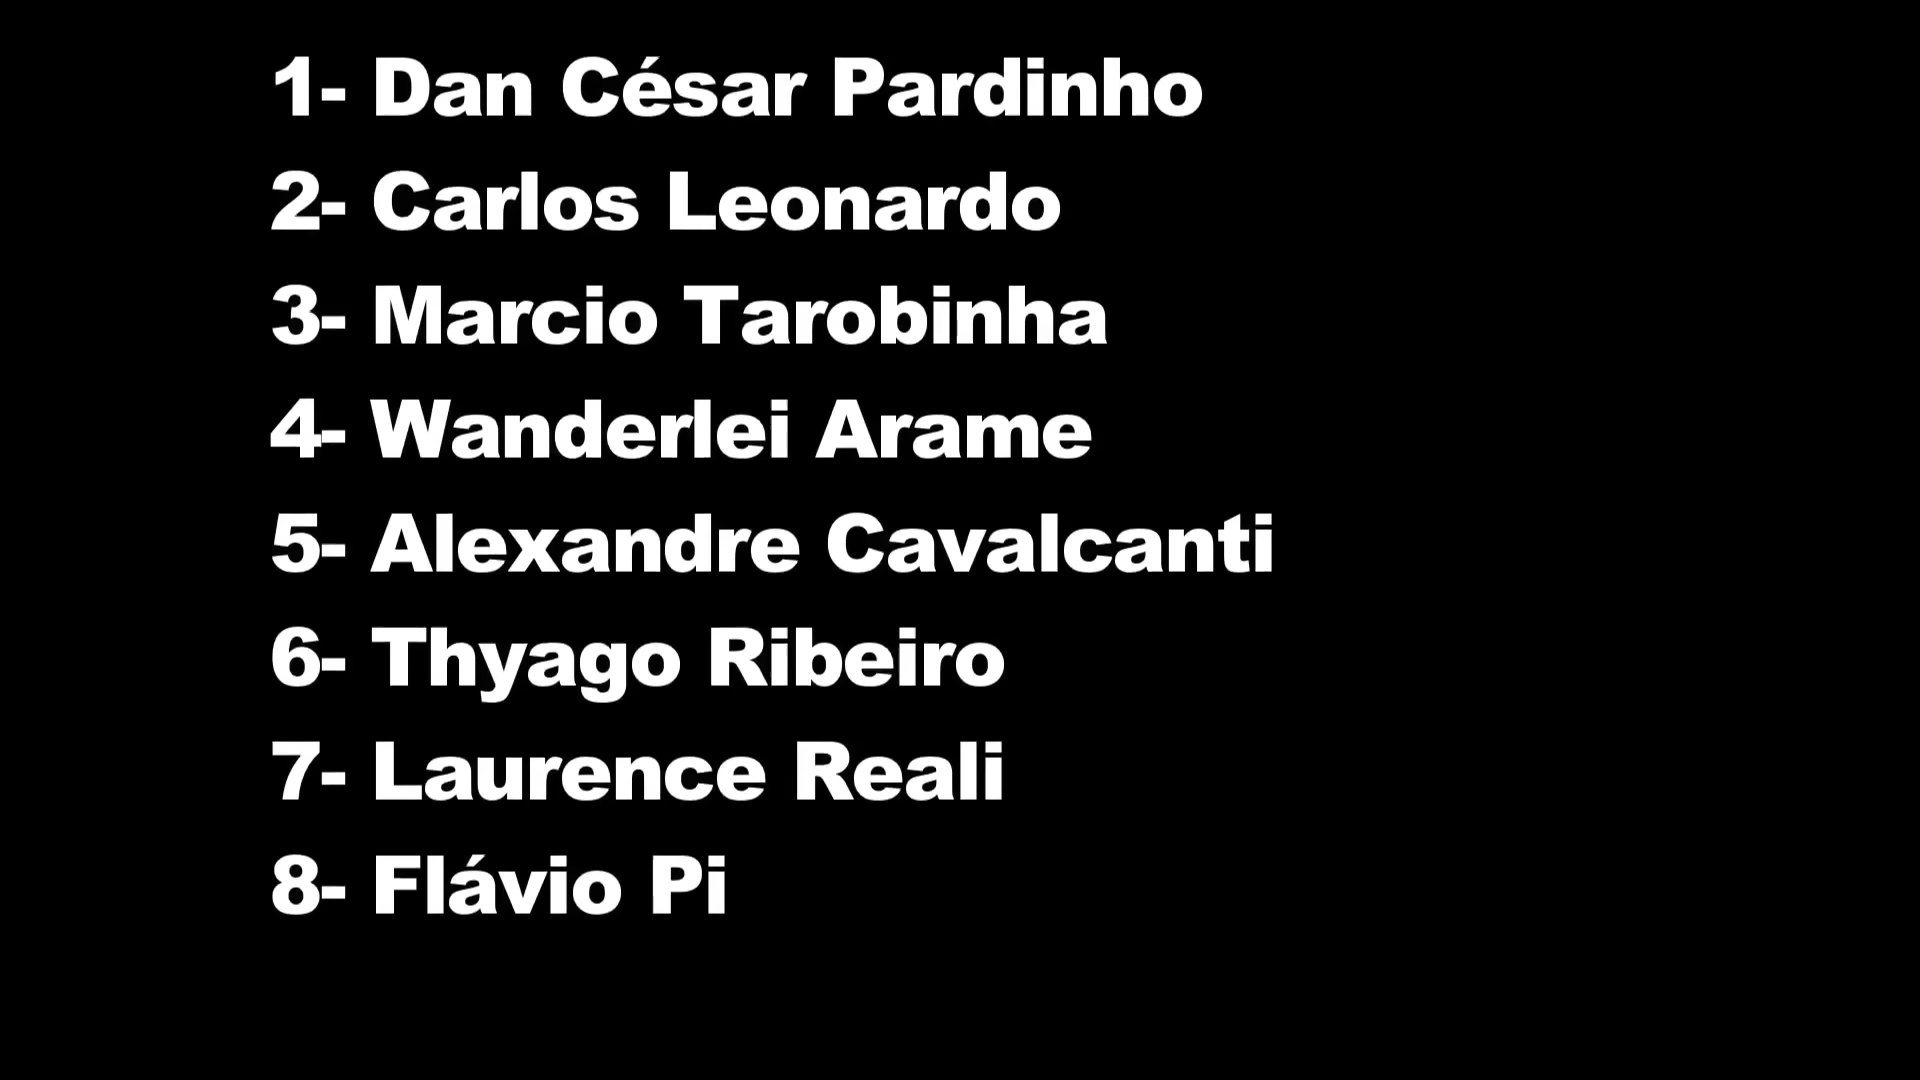 1- Dan César Pardinho
2- Carlos Leonardo
3- Marcio Tarobinha
4- Wanderlei Arame
5- Alexandre Cavalcanti
6- Thyago Ribeiro
7- Laurence Reali
8- Flávio Pi